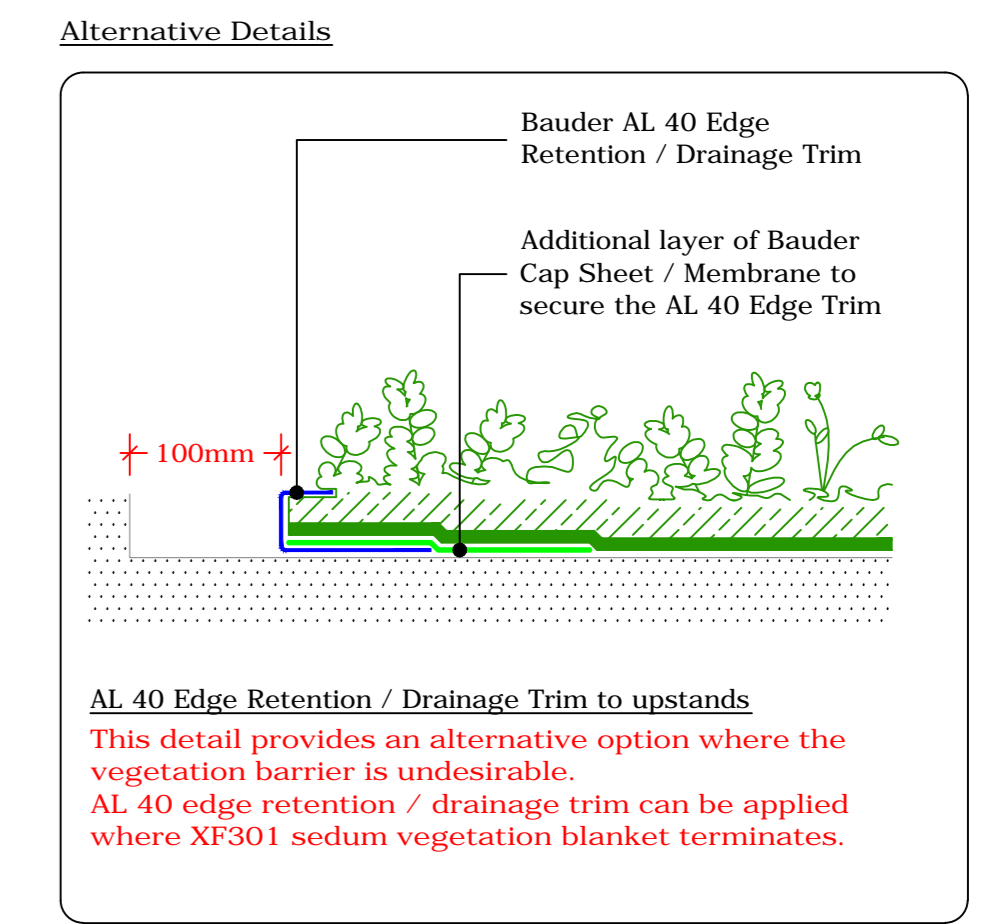 Alternative Details
Bauder AL 40 Edge
Retention / Drainage Trim
Additional layer of Bauder
Cap Sheet / Membrane to
secure the AL 40 Edge Trim
100mm
AL 40 Edge Retention / Drainage Trim to upstands
This detail provides an alternative option where the
vegetation barrier is undesirable.
AL 40 edge retention / drainage trim can be applied
where XF301 sedum vegetation blanket terminates.